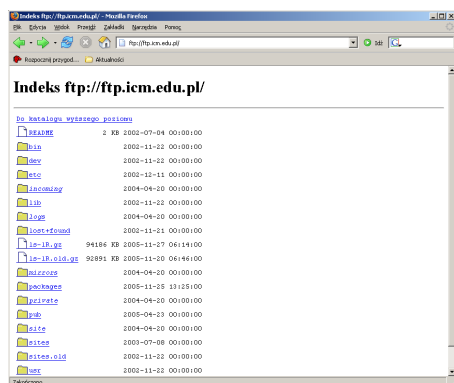 Indeks ftp://ftp.icm.edu.pl/ - Mozilla Firefox
Plik Edycja Widok Przejdź Zakładki Narzędzia Pomoc
ftp://ftp.icm.edu.pl/ Idź
Rozpocznij przygod... Aktualności
Indeks ftp://ftp.icm.edu.pl/
Do katalogu wyższego poziomu
README 2 KB 2002-07-04 00:00:00
bin 2002-11-22 00:00:00
dev 2002-11-22 00:00:00
etc 2002-12-11 00:00:00
incoming 2004-04-20 00:00:00
lib 2002-11-22 00:00:00
logs 2004-04-20 00:00:00
lost+found 2002-11-21 00:00:00
ls-lR.gz 94186 KB 2005-11-27 06:14:00
ls-lR.old.gz 92891 KB 2005-11-20 06:46:00
mirrors 2004-04-20 00:00:00
packages 2005-11-25 13:25:00
private 2004-04-20 00:00:00
pub 2005-04-23 00:00:00
site 2004-04-20 00:00:00
sites 2003-07-08 00:00:00
sites.old 2002-11-22 00:00:00
usr 2002-11-22 00:00:00
Zakończono